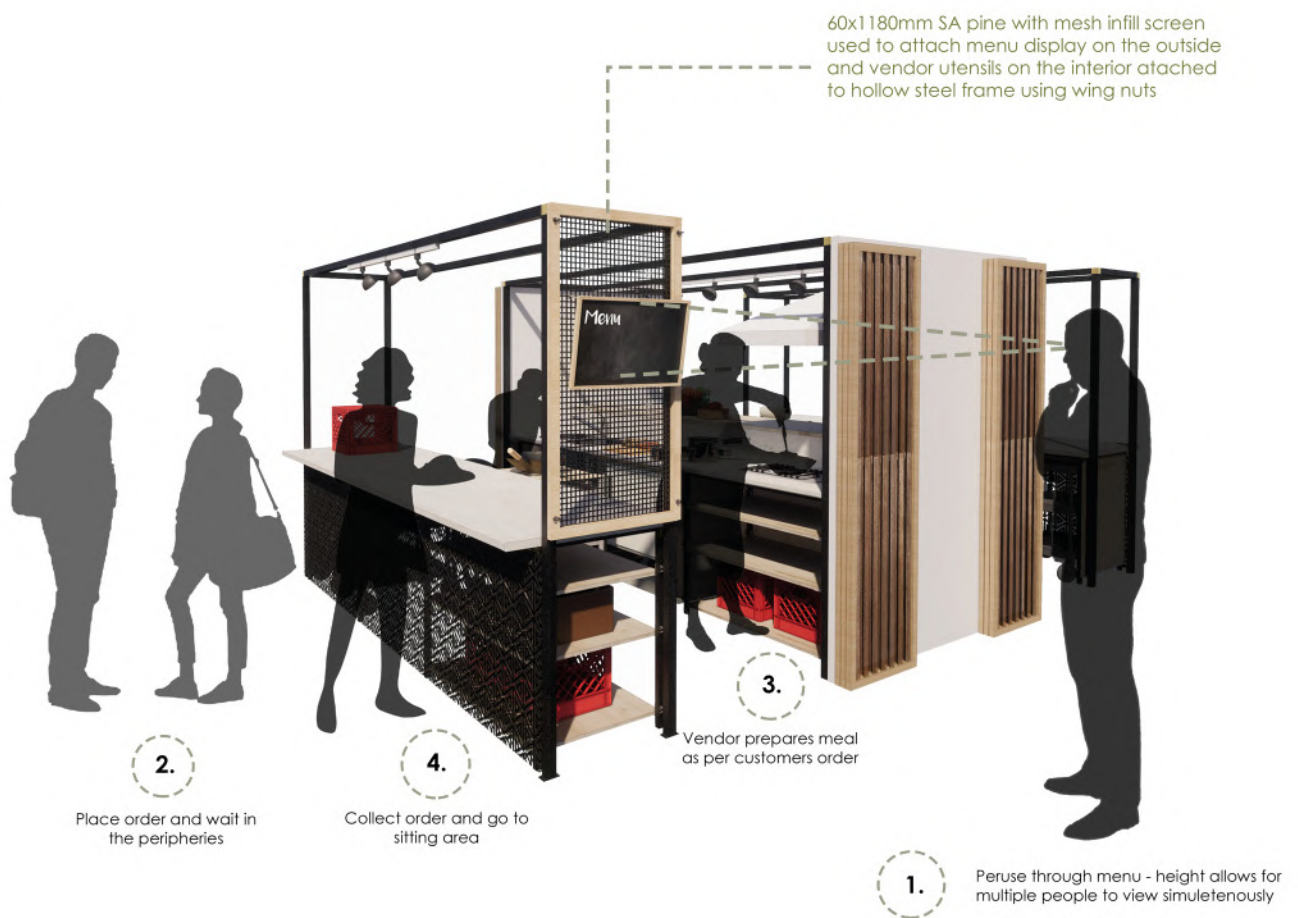 60x1180mm SA pine with mesh infill screen
used to attach menu display on the outside
and vendor utensils on the interior atached
to hollow steel frame using wing nuts
Menu
3.
Vendor prepares meal
as per customers order
2.
Place order and wait in
the peripheries
4.
Collect order and go to
sitting area
1.
Peruse through menu - height allows for
multiple people to view simuletenously